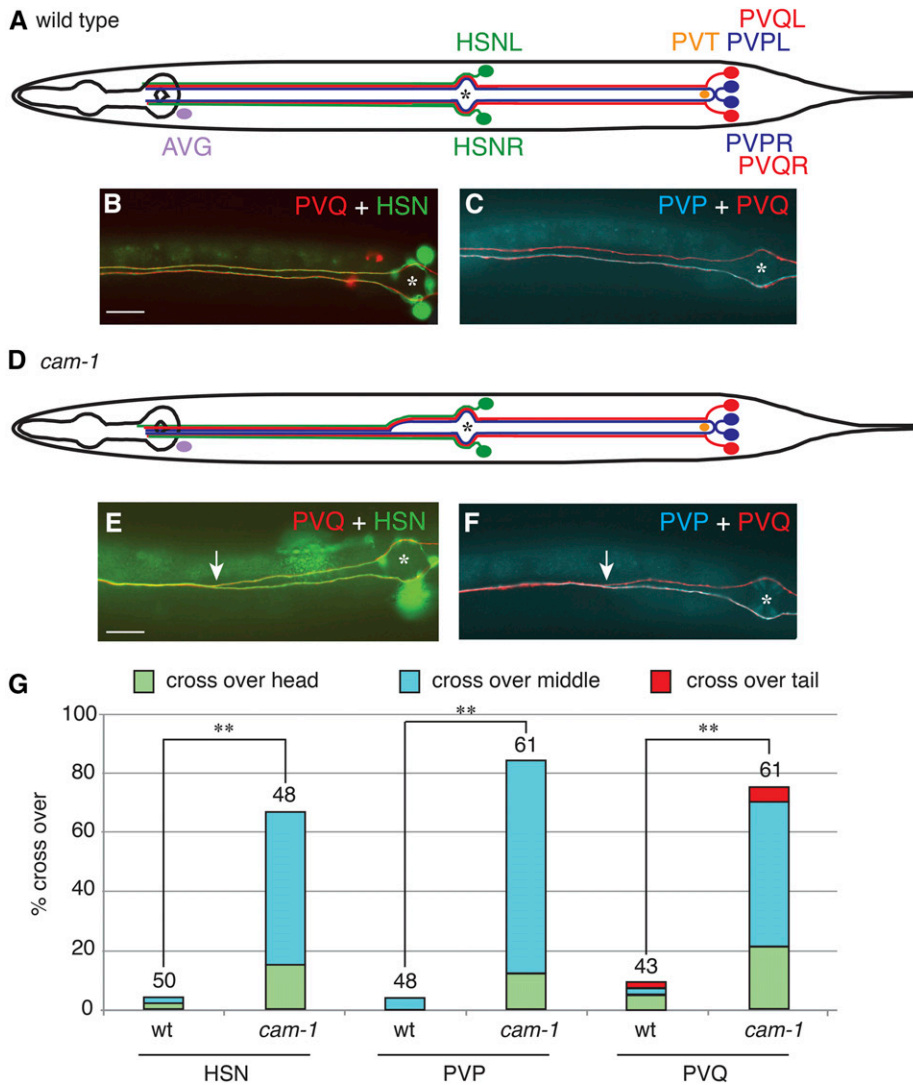 A wild type
PVQL
HSNL
PVT PVPL
*
AVG
HSNR
PVPR
PVQR
B
PVQ + HSN
*
C
PVP + PVQ
*
D cam-1
*
E
PVQ + HSN
*
F
PVP + PVQ
*
G
cross over head
cross over middle
cross over tail
100
80
60
40
20
0
% cross over
**
**
**
50
48
48
61
43
61
wt
cam-1
wt
cam-1
wt
cam-1
HSN
PVP
PVQ